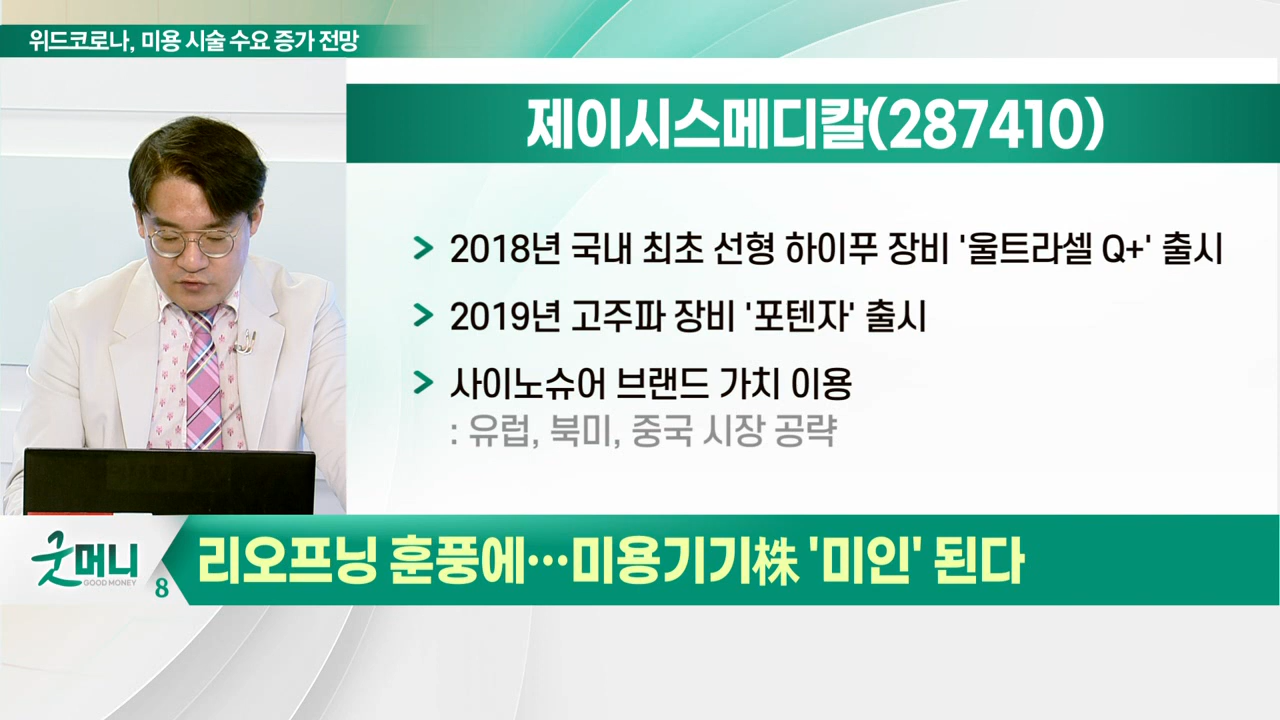 위드코로나, 미용 시술 수요 증가 전망
제이시스메디칼(287410)
> 2018년 국내 최초 선형 하이푸 장비 '울트라셀 Q+' 출시
> 2019년 고주파 장비 '포텐자' 출시
> 사이노슈어 브랜드 가치 이용
: 유럽, 북미, 중국 시장 공략
굿머니
GOOD MONEY
8
리오프닝 훈풍에…미용기기株 '미인' 된다